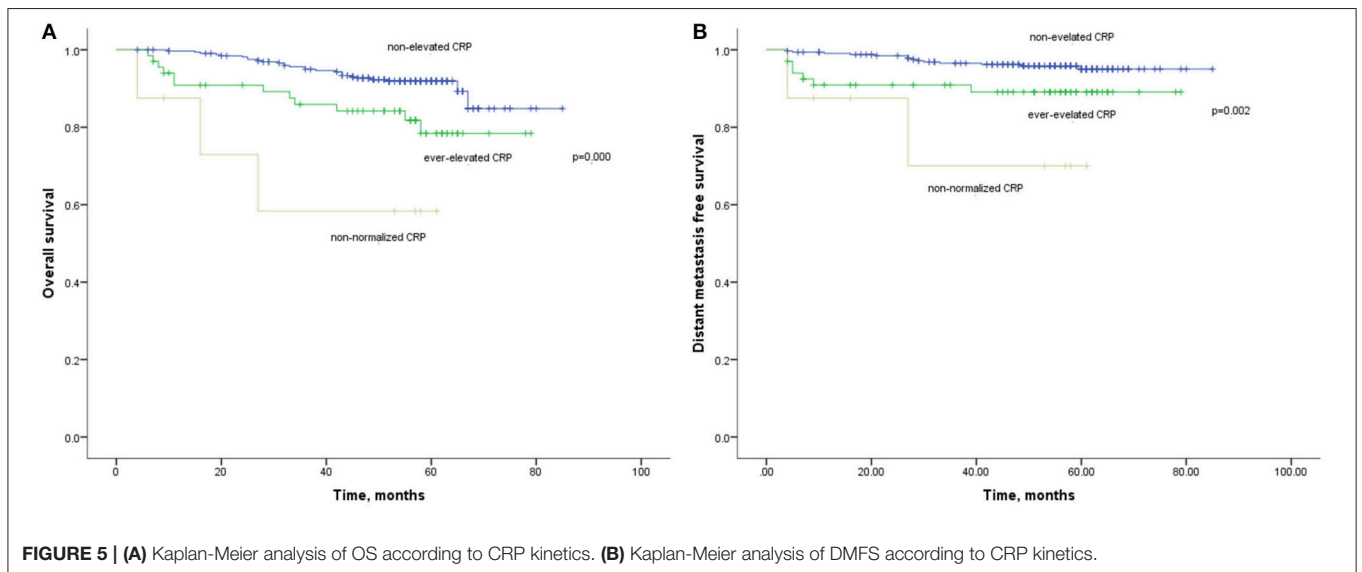 A
non-elevated CRP
ever-elevated CRP
p=0.000
non-normalized CRP
Overall survival
1.0
0.8
0.6
0.4
0.2
0.0
0 20 40 60 80 100
Time, months
B
non-evelated CRP
ever-evelated CRP
p=0.002
non-normalized CRP
Distant metastasis free survival
1.0
0.8
0.6
0.4
0.2
0.0
.00 20.00 40.00 60.00 80.00 100.00
Time, months
FIGURE 5 | (A) Kaplan-Meier analysis of OS according to CRP kinetics. (B) Kaplan-Meier analysis of DMFS according to CRP kinetics.